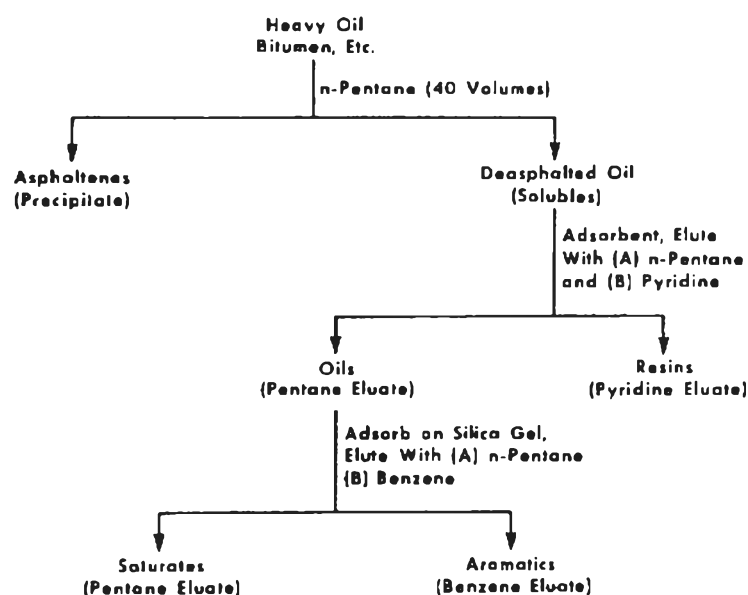 Heavy Oil
Bitumen, Etc.
n-Pentane (40 Volumes)
Asphaltenes
(Precipitate)
Deasphalted Oil
(Solubles)
Adsorbent, Elute
With (A) n-Pentane
and (B) Pyridine
Oils
(Pentane Eluate)
Resins
(Pyridine Eluate)
Adsorb on Silica Gel,
Elute With (A) n-Pentane
(B) Benzene
Saturates
(Pentane Eluate)
Aromatics
(Benzene Eluate)